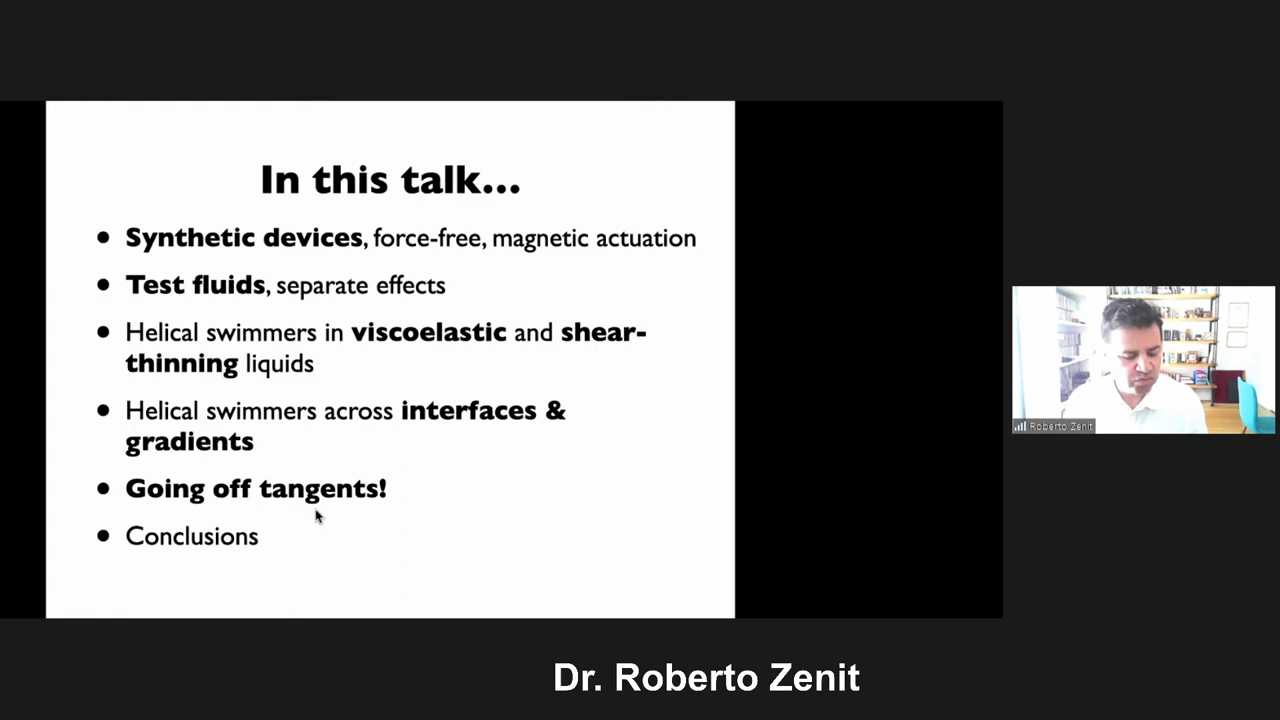 In this talk...
• Synthetic devices, force-free, magnetic actuation
• Test fluids, separate effects
• Helical swimmers in viscoelastic and shear-
thinning liquids
• Helical swimmers across interfaces &
gradients
• Going off tangents!
• Conclusions
Roberto Zenit
Dr. Roberto Zenit